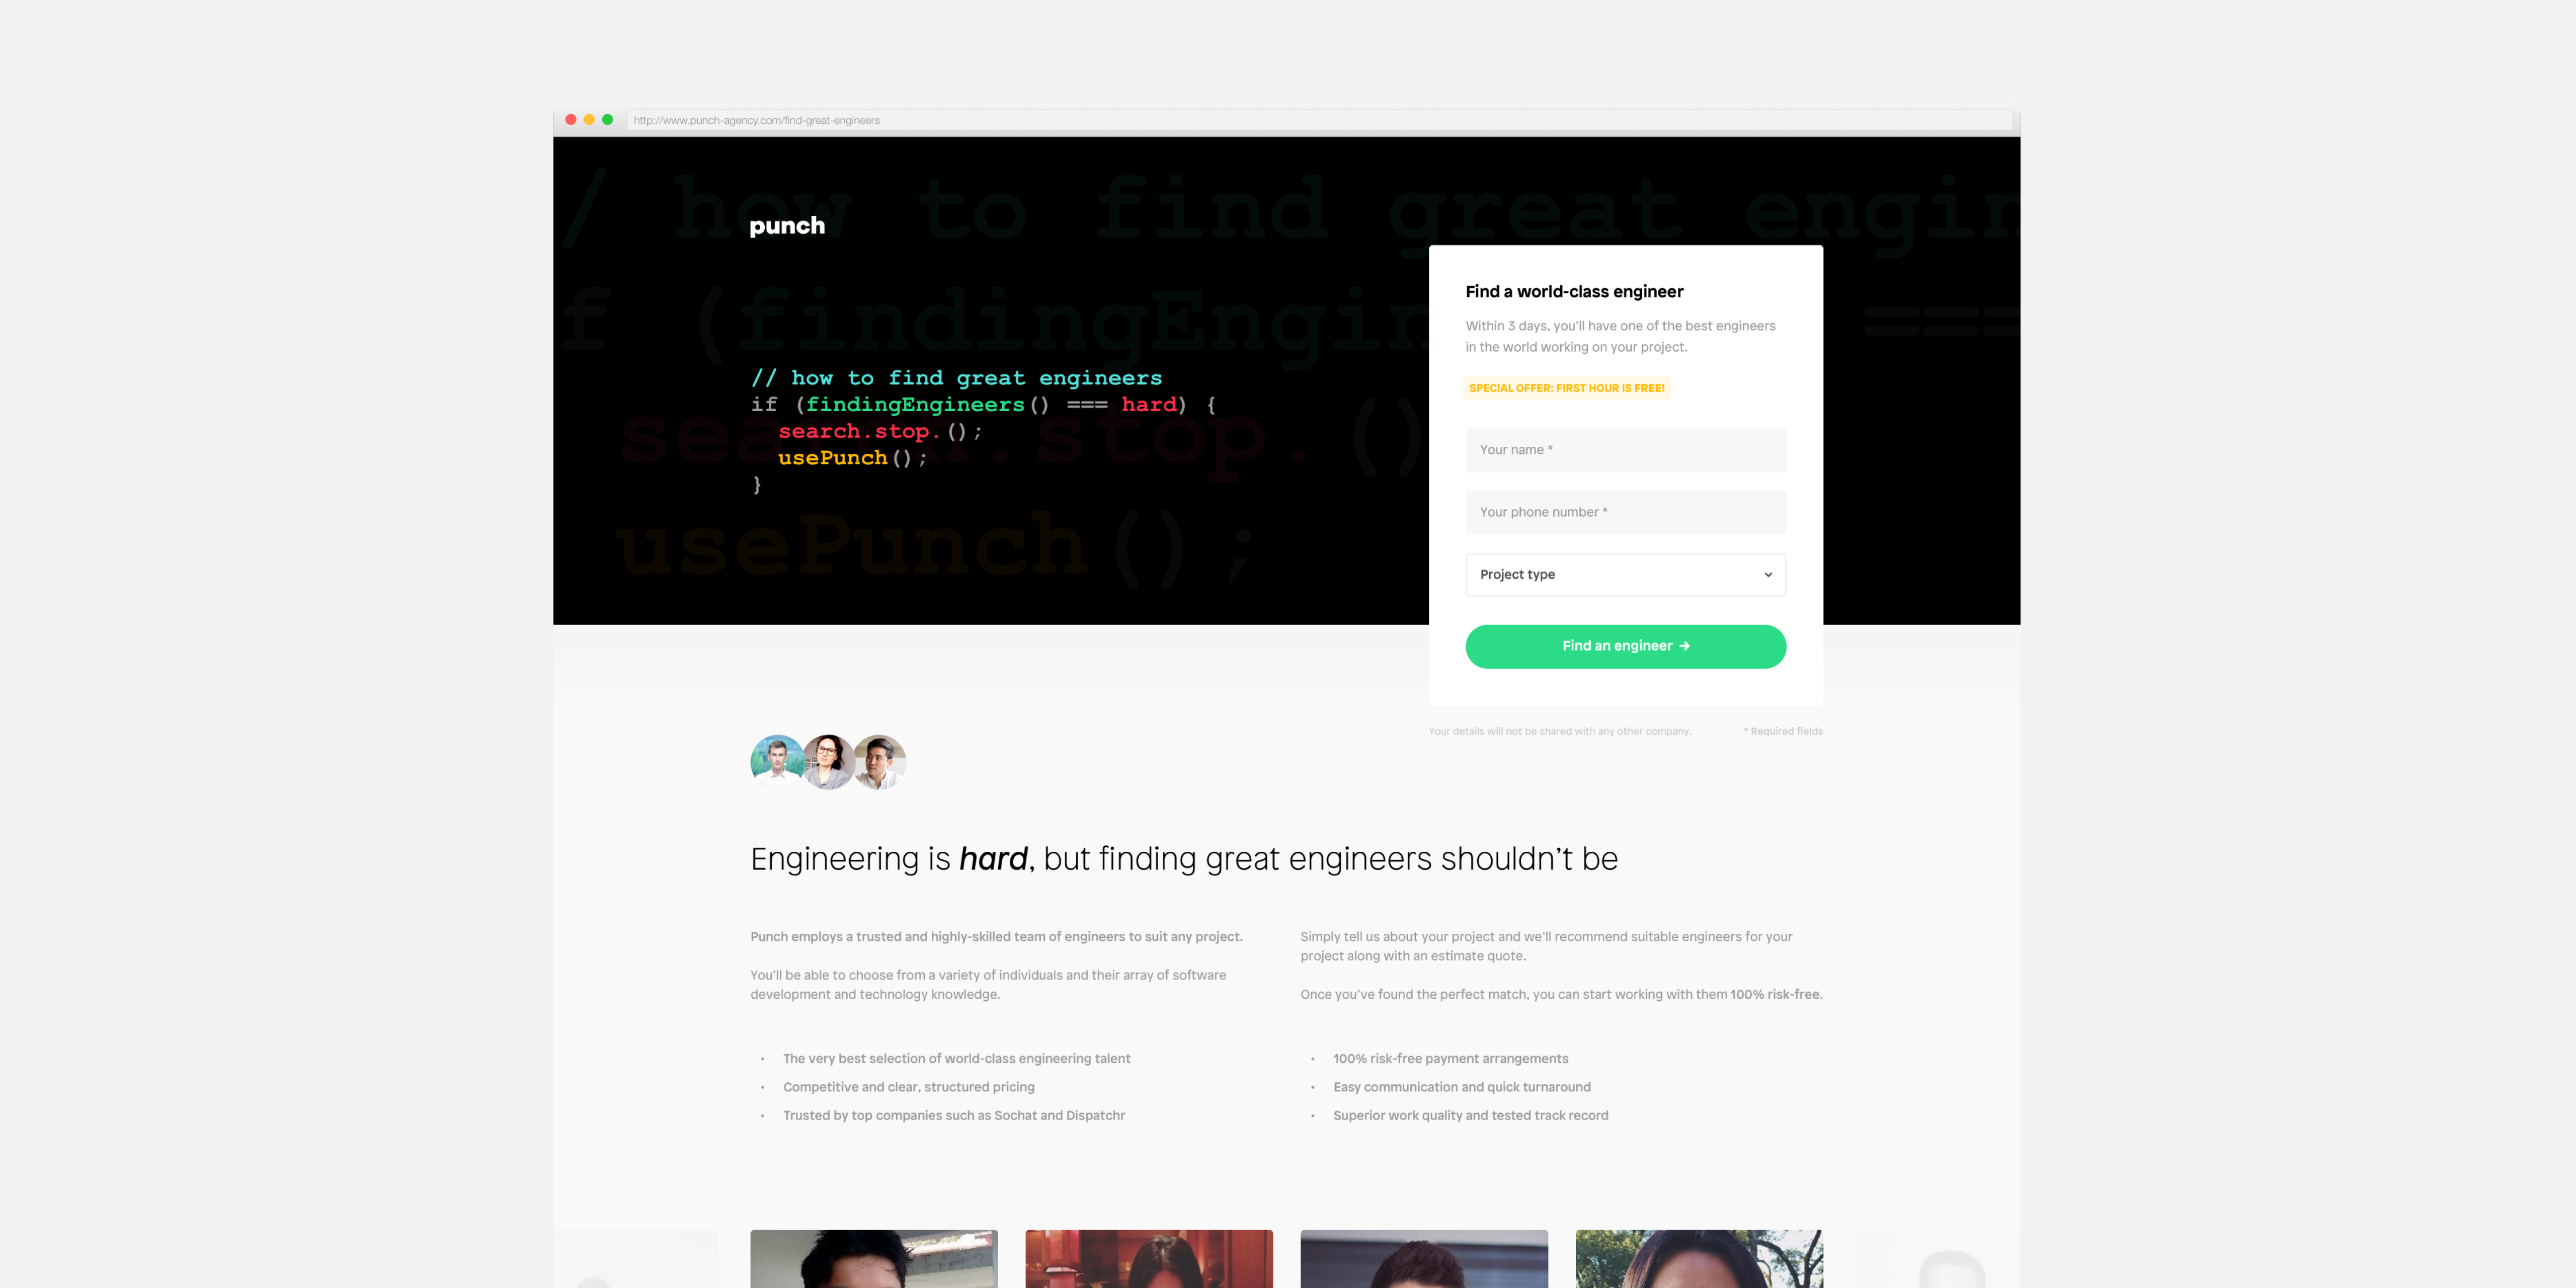 http://www.punch-agency.com/find-great-engineers
/ how to find great engin
punch
f (findingEngin ===
// how to find great engineers
if (findingEngineers() === hard) {
search.stop.();
usePunch();
}
search.stop.()
usePunch();
Find a world-class engineer
Within 3 days, you'll have one of the best engineers
in the world working on your project.
SPECIAL OFFER: FIRST HOUR IS FREE!
Your name *
Your phone number *
Project type
Find an engineer →
Your details will not be shared with any other company.
* Required fields
Engineering is hard, but finding great engineers shouldn't be
Punch employs a trusted and highly-skilled team of engineers to suit any project.
You'll be able to choose from a variety of individuals and their array of software
development and technology knowledge.
• The very best selection of world-class engineering talent
• Competitive and clear, structured pricing
• Trusted by top companies such as Sochat and Dispatchr
Simply tell us about your project and we'll recommend suitable engineers for your
project along with an estimate quote.
Once you've found the perfect match, you can start working with them 100% risk-free.
• 100% risk-free payment arrangements
• Easy communication and quick turnaround
• Superior work quality and tested track record